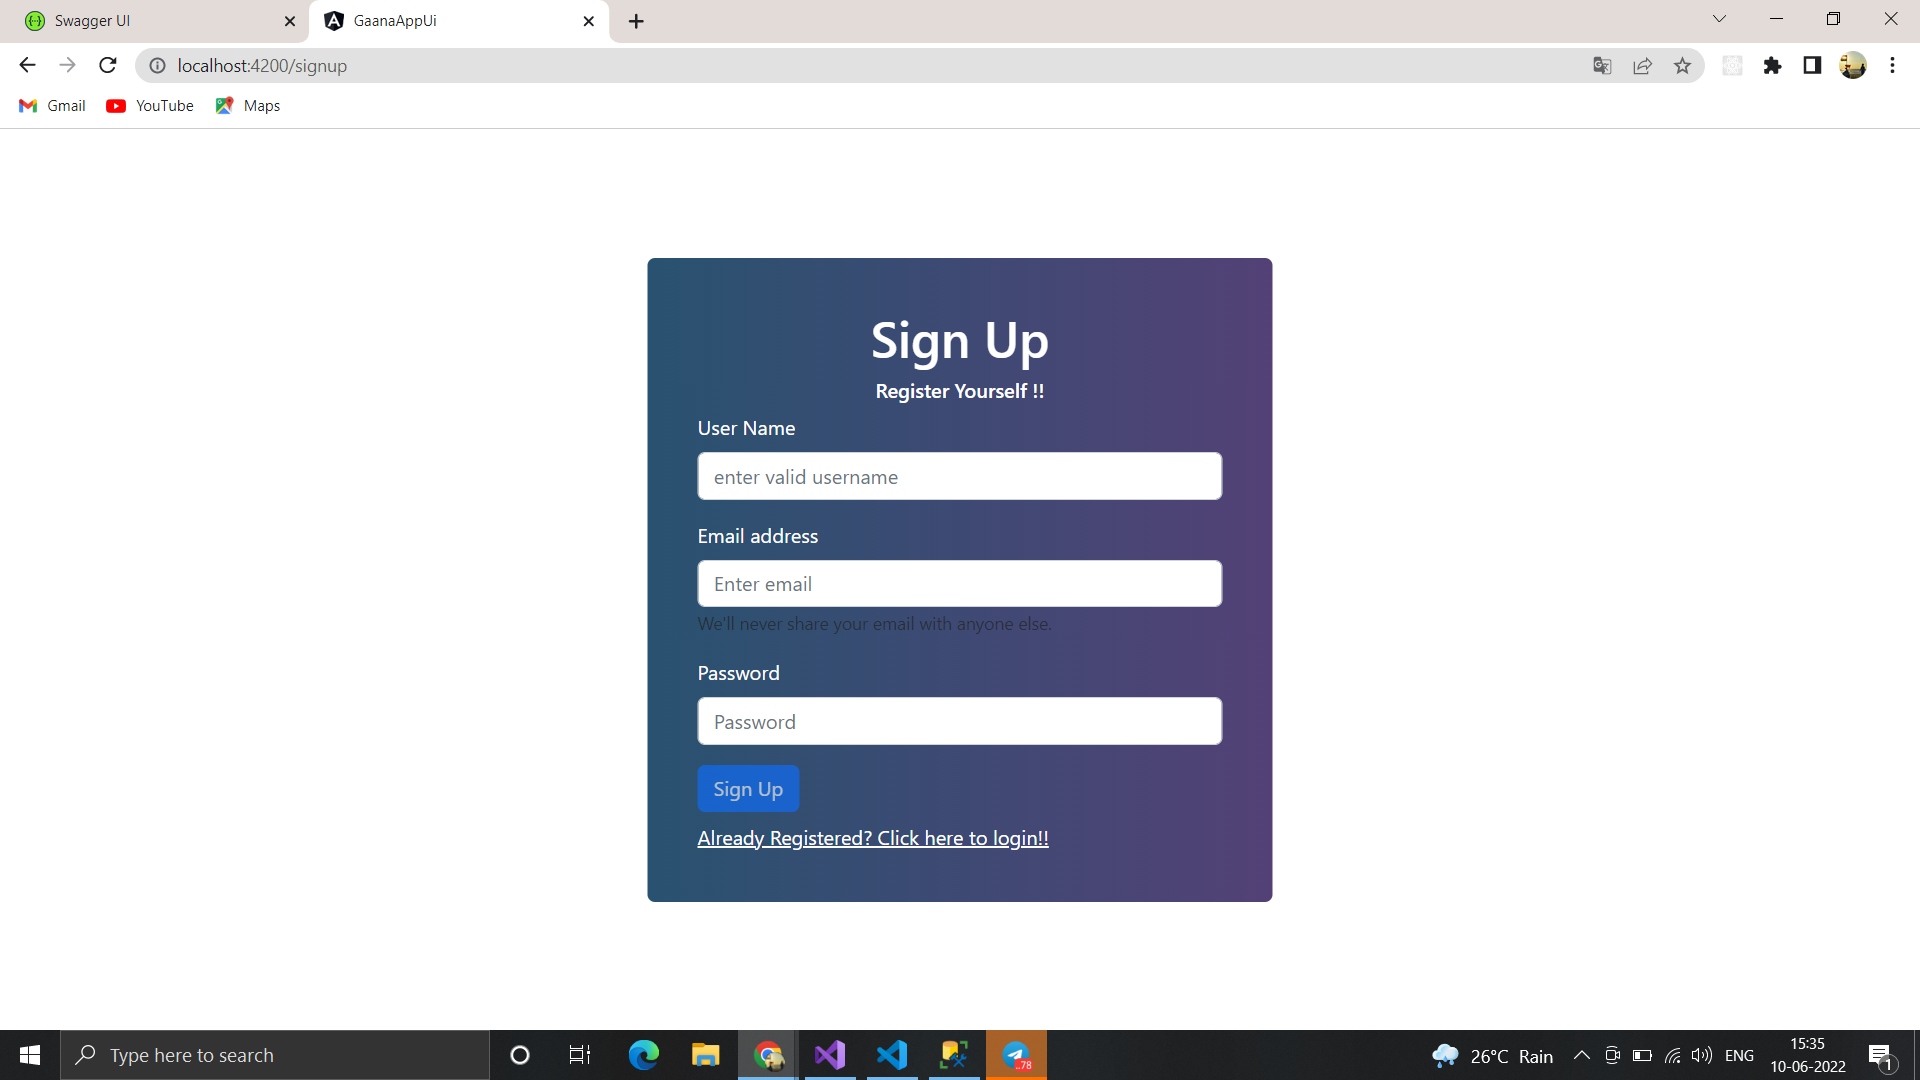 Swagger UI
GaanaAppUi
localhost:4200/signup
Gmail
YouTube
Maps
Sign Up
Register Yourself !!
User Name
enter valid username
Email address
Enter email
We'll never share your email with anyone else.
Password
Password
Sign Up
Already Registered? Click here to login!!
Type here to search
..78
26°C Rain
ENG
15:35
10-06-2022
1